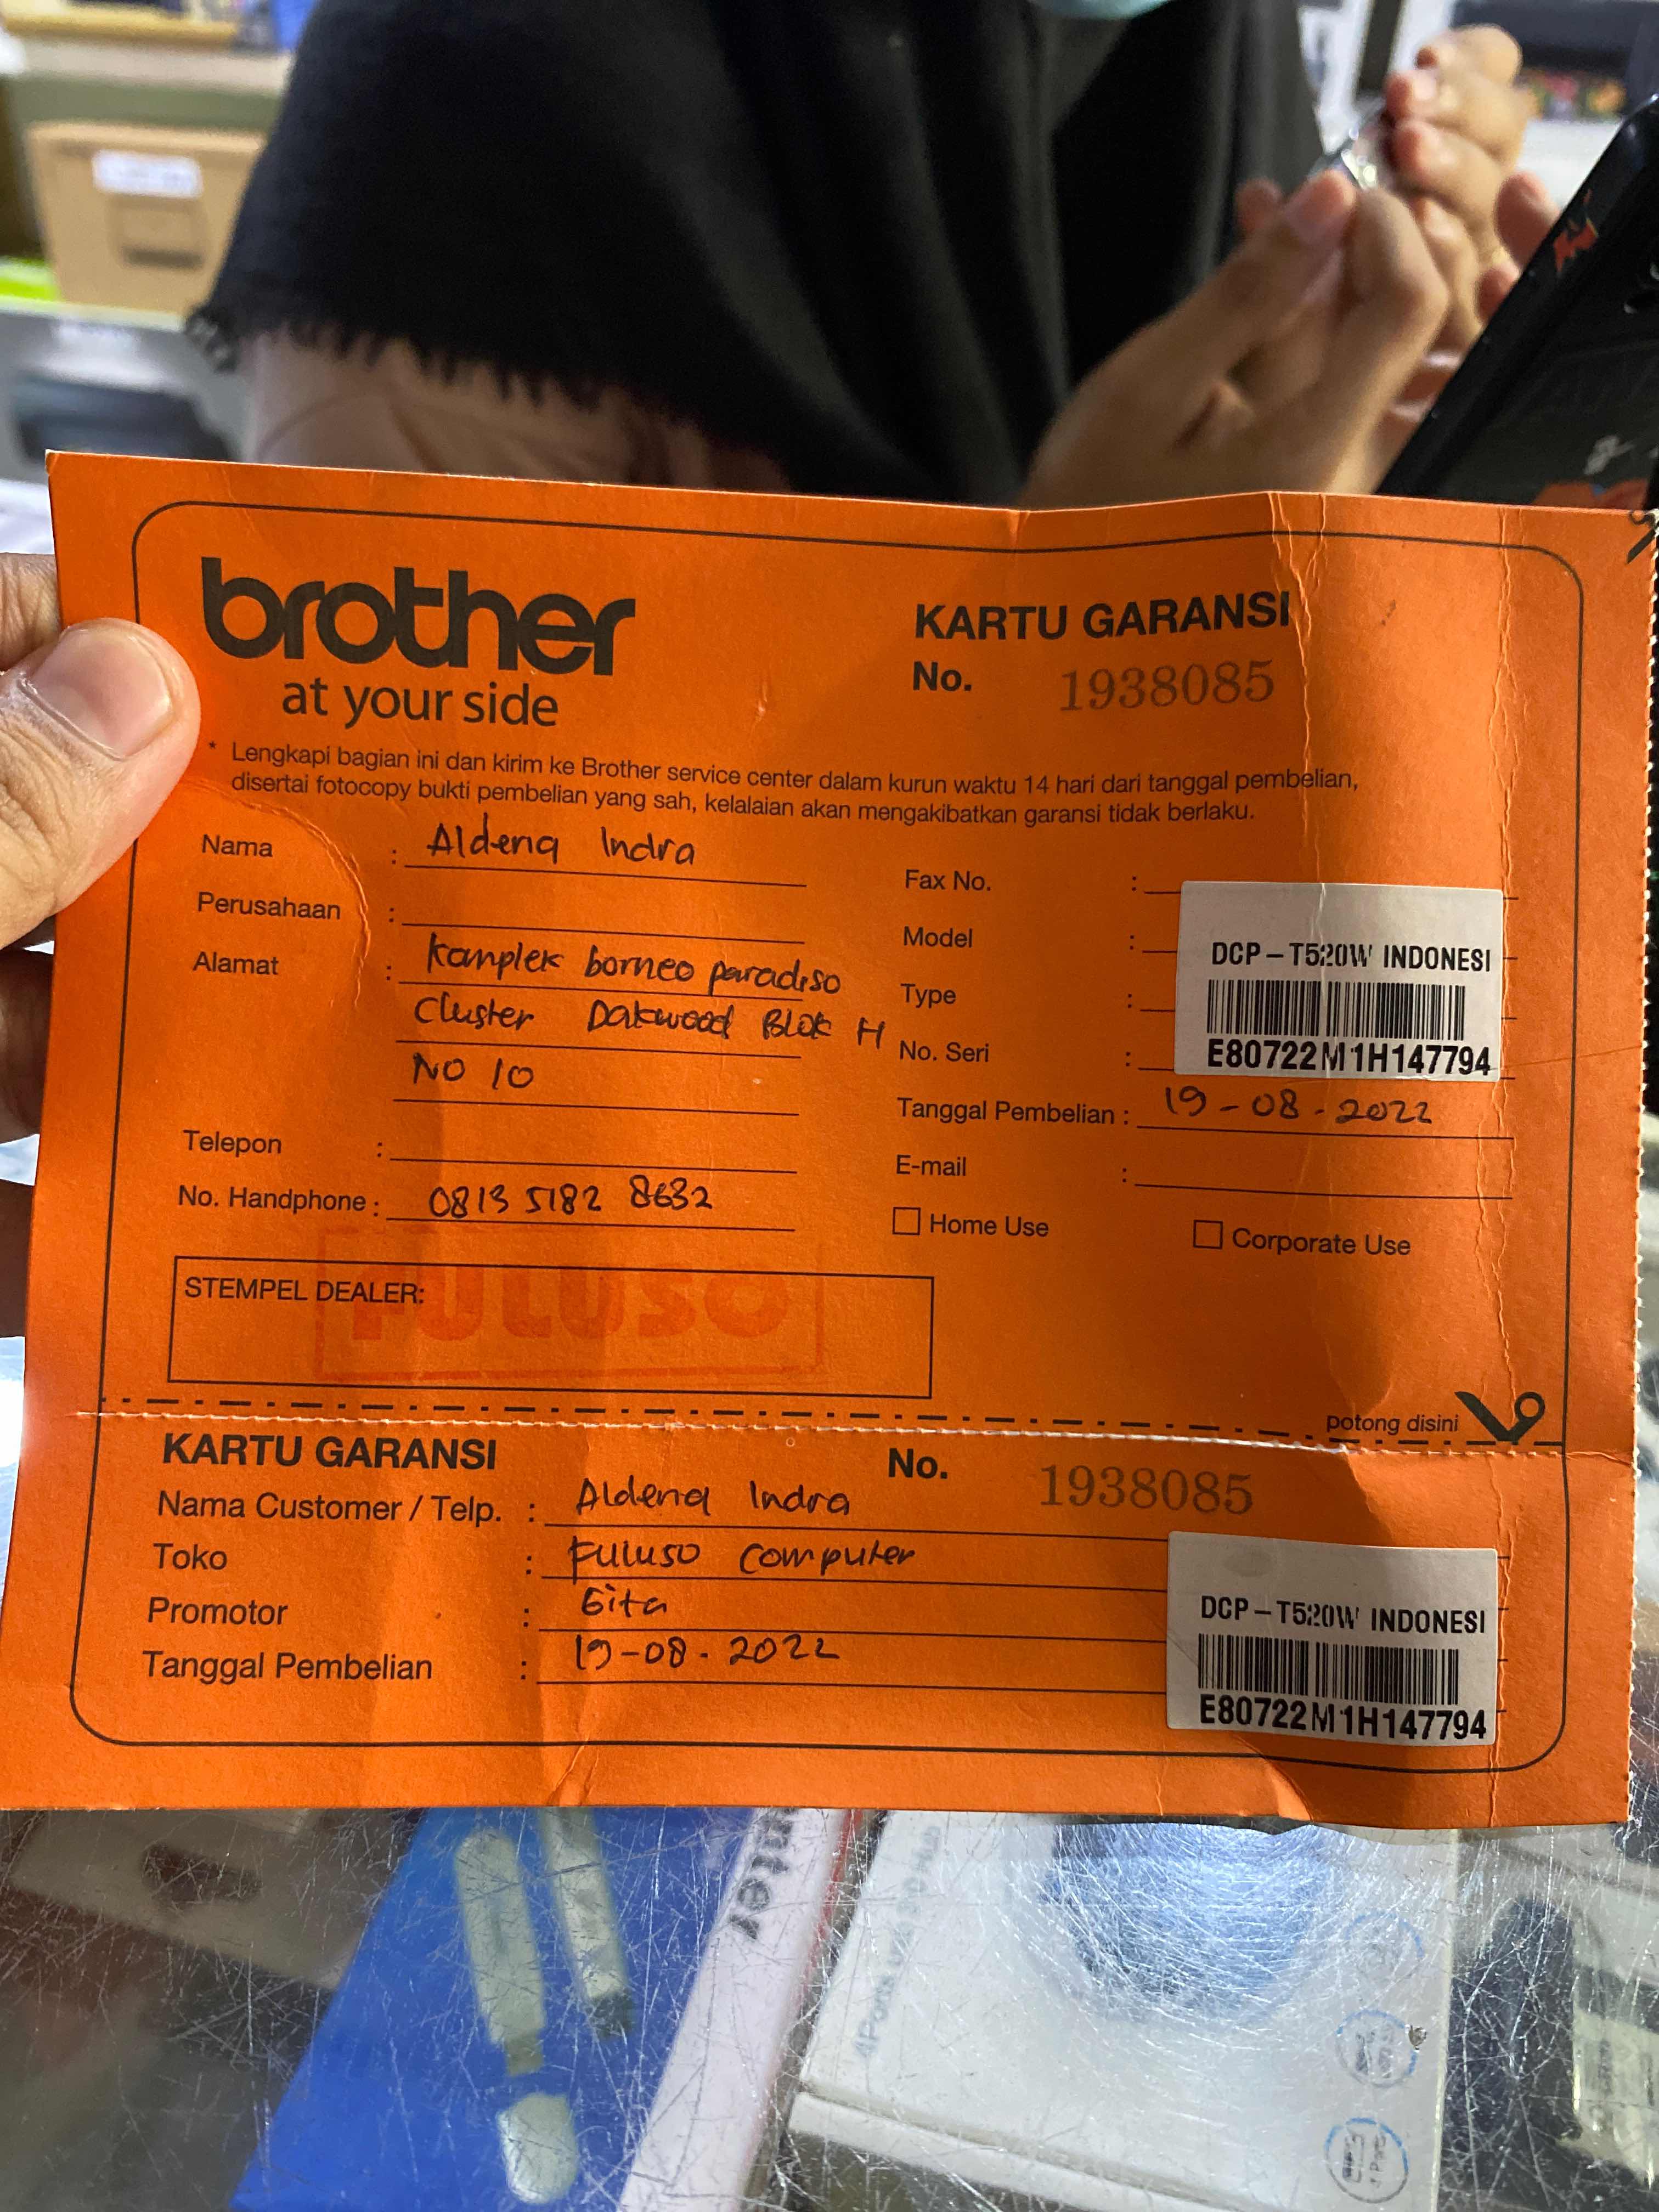 brother
at your side
KARTU GARANSI
No. 1938085
* Lengkapi bagian ini dan kirim ke Brother service center dalam kurun waktu 14 hari dari tanggal pembelian,
disertai fotocopy bukti pembelian yang sah, kelalaian akan mengakibatkan garansi tidak berlaku.
Nama : Aldena Indra
Perusahaan :
Alamat : Komplek borneo paradiso
Cluster Oakwood Blok H
NO 10
Telepon :
No. Handphone : 0813 5182 8632
Fax No. :
Model :
Type :
No. Seri :
DCP-T520W INDONESI
E80722M1H147794
Tanggal Pembelian : 19-08-2022
E-mail :
Home Use
Corporate Use
STEMPEL DEALER:
FULUSO
potong disini
KARTU GARANSI
No. 1938085
Nama Customer / Telp. : Aldena Indra
Toko : Fuluso Computer
Promotor : Gita
Tanggal Pembelian : 19-08-2022
DCP-T520W INDONESI
E80722M1H147794